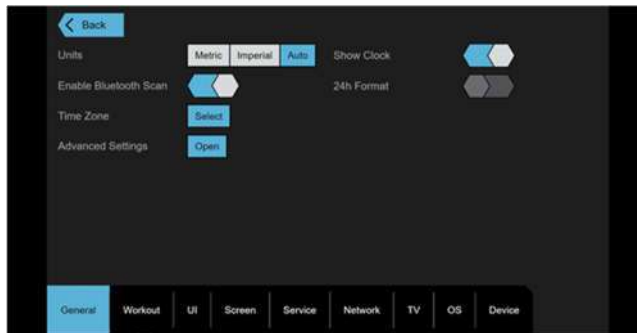 Back
Units Metric Imperial Auto Show Clock
Enable Bluetooth Scan 24h Format
Time Zone Select
Advanced Settings Open
General Workout UI Screen Service Network TV OS Device